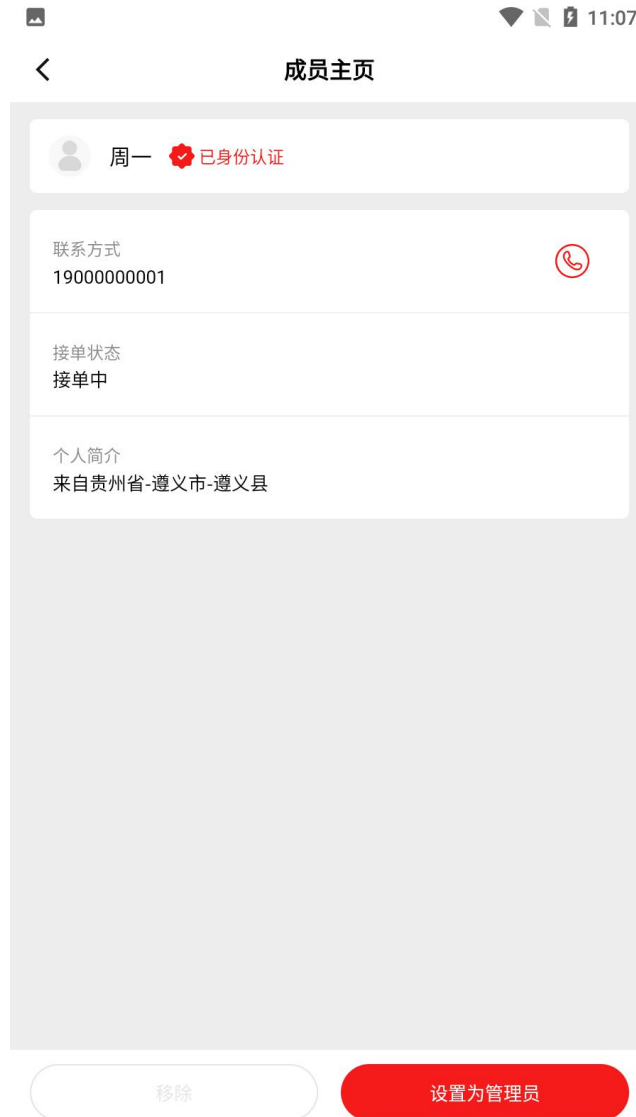 11:07
成员主页
周一 已身份认证
联系方式
19000000001
接单状态
接单中
个人简介
来自贵州省-遵义市-遵义县
移除 设置为管理员